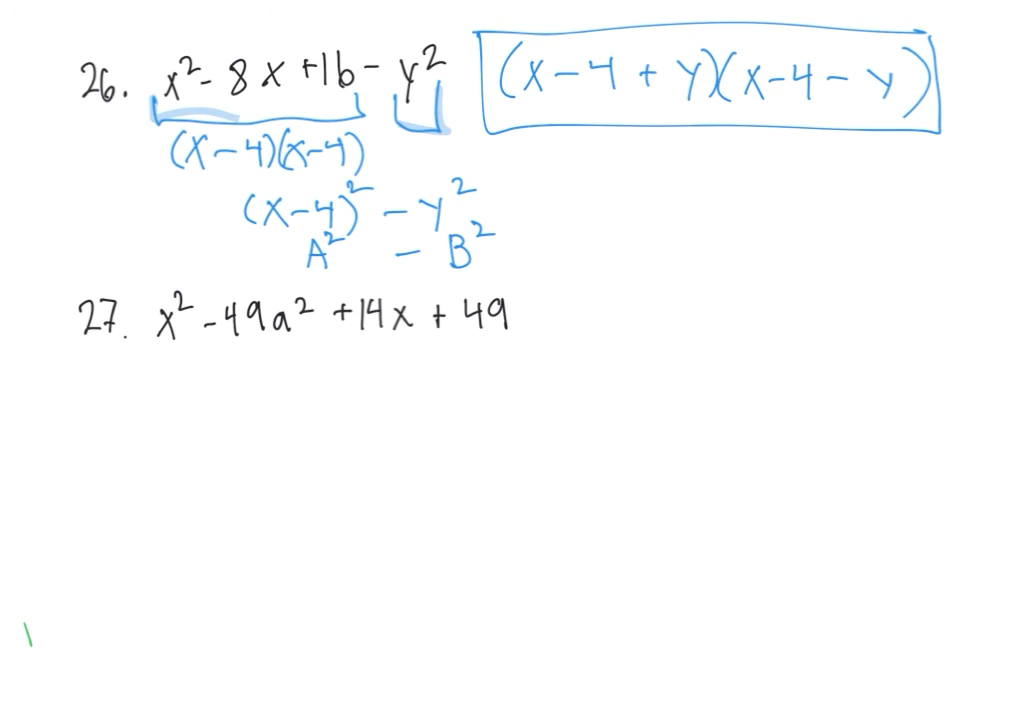 26. x² - 8x + 16 - y² (x - 4 + y)(x - 4 - y)
(x - 4)(x - 4)
(x - 4)² - y²
A² - B²
27. x² - 49a² + 14x + 49